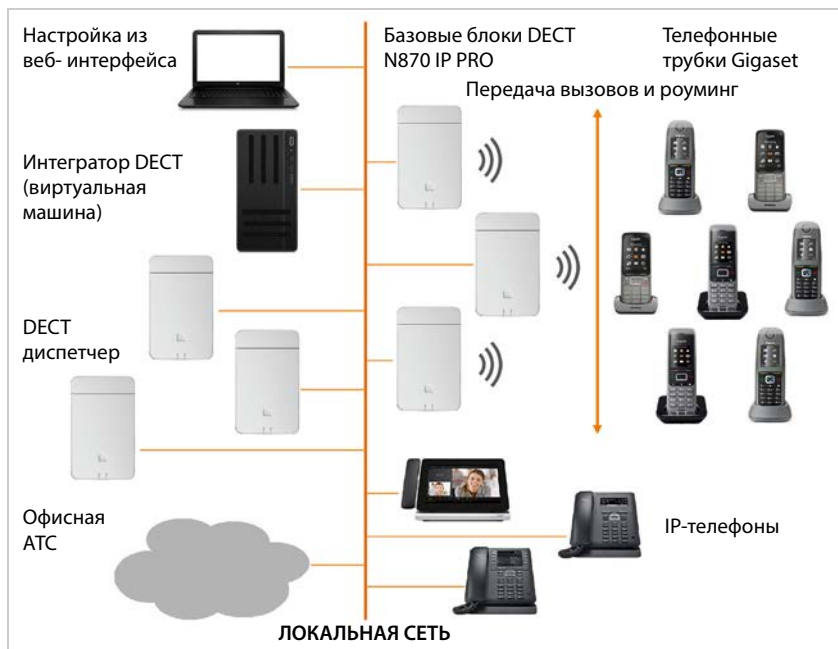 Настройка из
веб- интерфейса
Базовые блоки DECT
N870 IP PRO
Телефонные
трубки Gigaset
Передача вызовов и роуминг
Интегратор DECT
(виртуальная
машина)
DECT
диспетчер
Офисная
АТС
IP-телефоны
ЛОКАЛЬНАЯ СЕТЬ